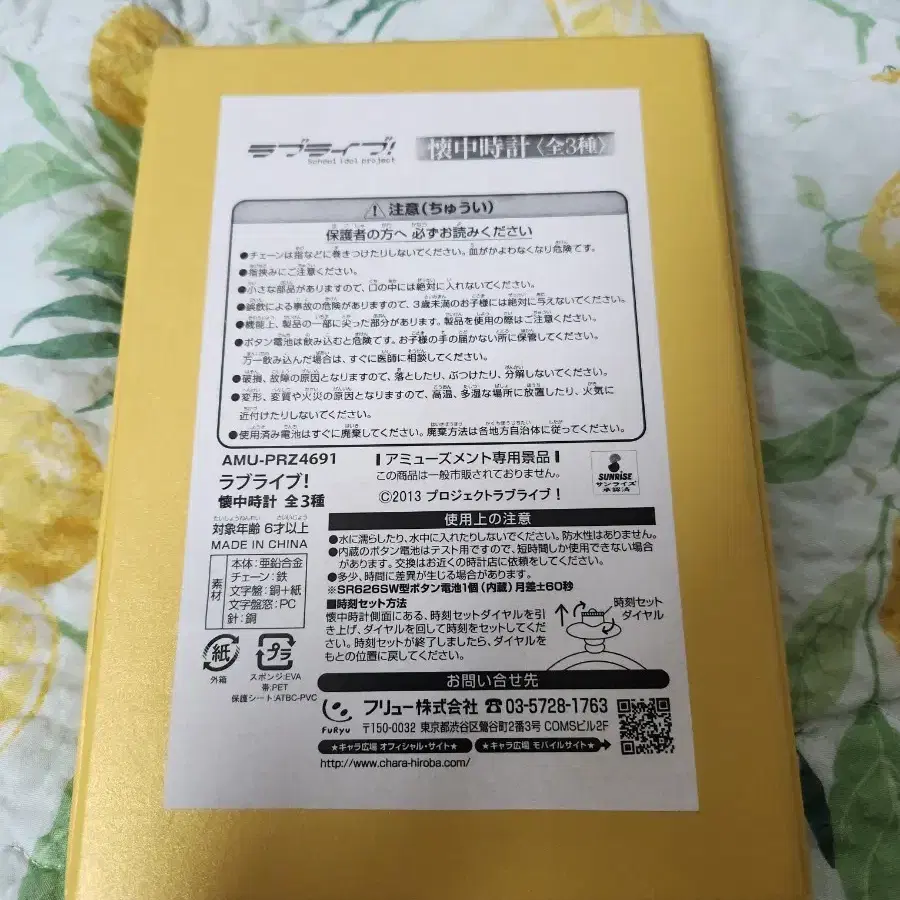 ラブライブ!
School idol project
懐中時計〈全3種〉
⚠ 注意(ちゅうい)
保護者の方へ 必ずお読みください
●チェーンは指などに巻きつけたりしないでください。血がかよわなくなり危険です。
●指挟みにご注意ください。
●小さな部品がありますので、口の中には絶対に入れないでください。
●誤飲による事故の危険がありますので、3歳未満のお子様には絶対に与えないでください。
●機能上、製品の一部に尖った部分があります。製品を使用の際はご注意ください。
●ボタン電池は飲み込むと危険です。お子様の手の届かない所に保管してください。
万一飲み込んだ場合は、すぐに医師に相談してください。
●破損、故障の原因となりますので、落としたり、ぶつけたり、分解しないでください。
●変形、変質や火災の原因となりますので、高温、多湿な場所に放置したり、火気に
近付けたりしないでください。
●使用済み電池はすぐに廃棄してください。廃棄方法は各地方自治体に従ってください。
AMU-PRZ4691
ラブライブ!
懐中時計 全3種
たいしょうねんれい さいいじょう
対象年齢 6才以上
MADE IN CHINA
素材
本体:亜鉛合金
チェーン:鉄
文字盤:銅+紙
文字盤窓:PC
針:銅
紙
外箱
プラ
スポンジ:EVA
帯:PET
保護シート:ATBC-PVC
アミューズメント専用景品
この商品は一般市販されておりません。
©2013 プロジェクトラブライブ!
SUNRISE
サンライズ
承認済
使用上の注意
●水に濡らしたり、水中に入れたりしないでください。防水性はありません。
●内蔵のボタン電池はテスト用ですので、短時間しか使用できない場合
があります。交換はお近くの時計店に依頼をしてください。
●多少、時間に差異が生じる場合があります。
※SR626SW型ボタン電池1個(内蔵)月差±60秒
■時刻セット方法
懐中時計側面にある、時刻セットダイヤルを引
き上げ、ダイヤルを回して時刻をセットしてくだ
さい。時刻セットが終了しましたら、ダイヤルを
もとの位置に戻してください。
時刻セット
ダイヤル
お問い合せ先
FuRyu
フリュー株式会社 ☎03-5728-1763
〒150-0032 東京都渋谷区鶯谷町2番3号 COMSビル2F
★キャラ広場 オフィシャル・サイト★
★キャラ広場 モバイルサイト★
http://www.chara-hiroba.com/